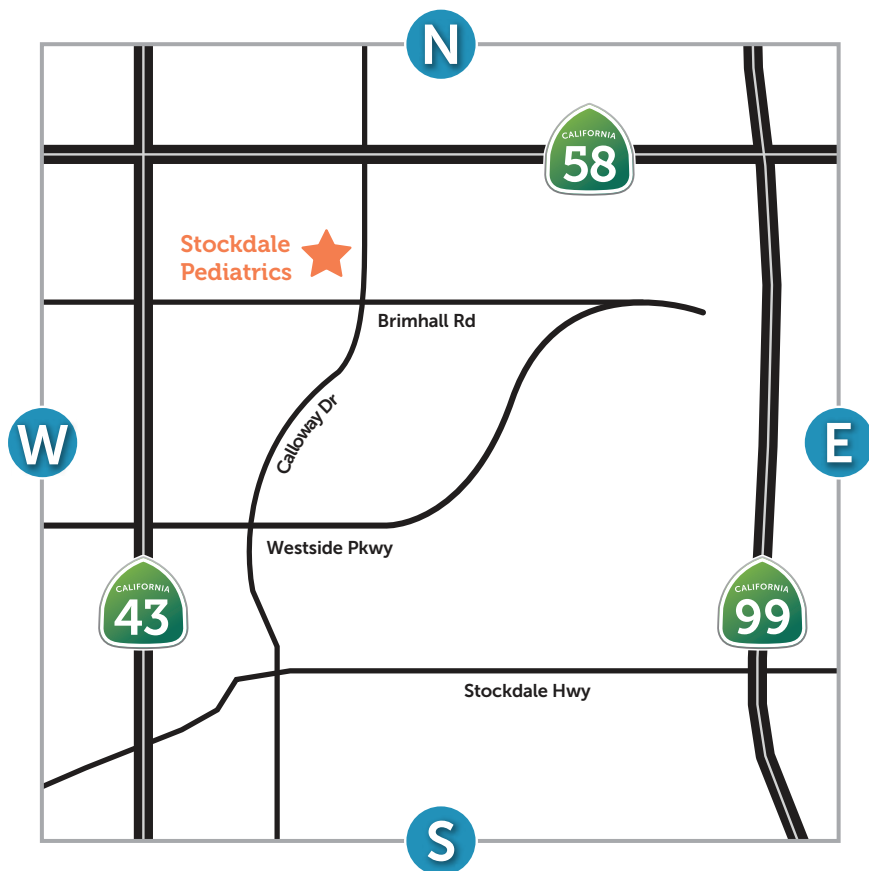 N
CALIFORNIA
58
Stockdale
Pediatrics
Brimhall Rd
Calloway Dr
W
E
Westside Pkwy
CALIFORNIA
43
CALIFORNIA
99
Stockdale Hwy
S